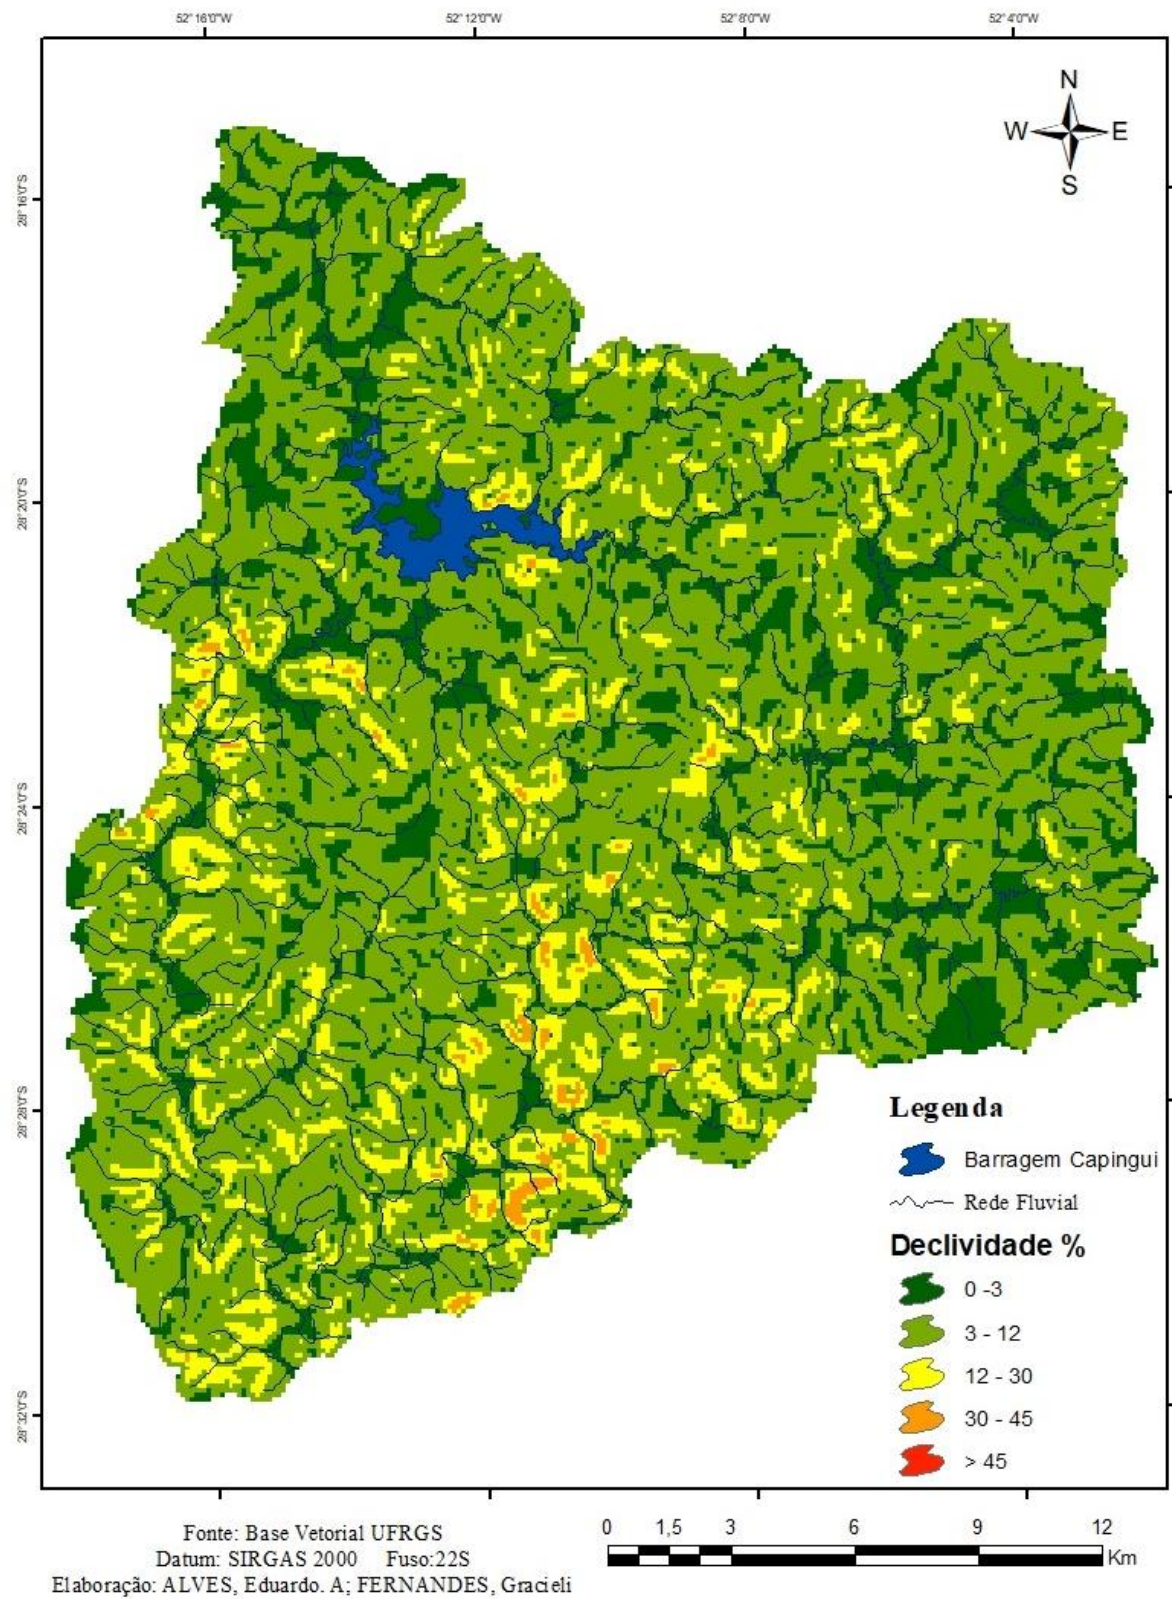 52°16'0"W 52°12'0"W 52°8'0"W 52°4'0"W
N
W E
S
28°16'0"S
28°20'0"S
28°24'0"S
28°28'0"S
28°32'0"S
Legenda
Barragem Capingui
Rede Fluvial
Declividade %
0 -3
3 - 12
12 - 30
30 - 45
> 45
Fonte: Base Vetorial UFRGS
Datum: SIRGAS 2000 Fuso:22S
Elaboração: ALVES, Eduardo. A; FERNANDES, Gracieli
0 1,5 3 6 9 12
Km